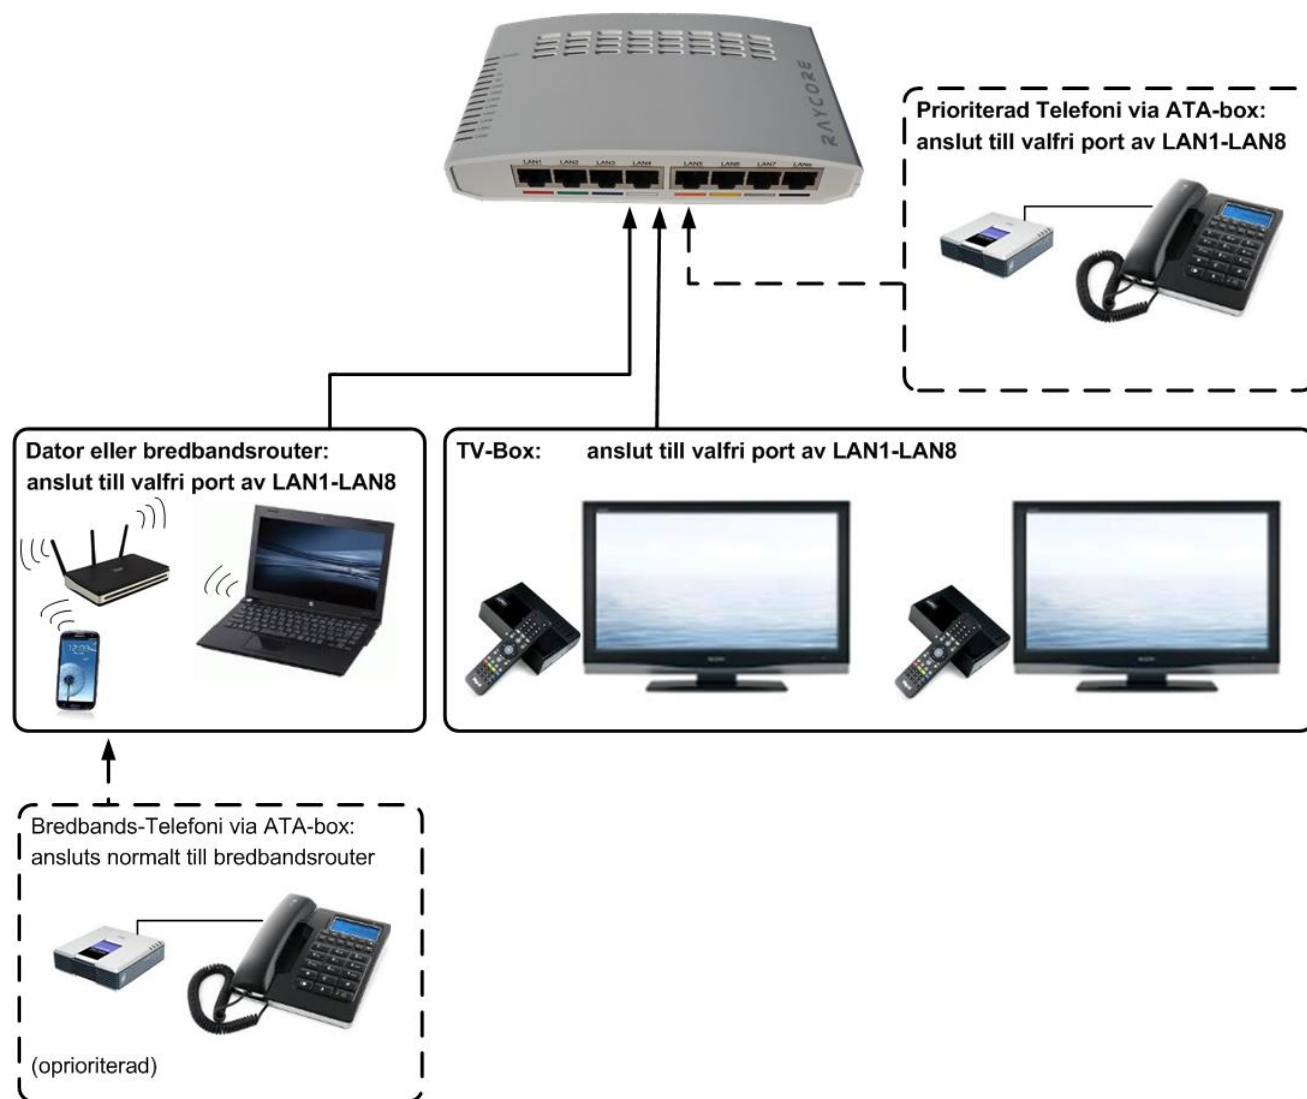 RAYCORE
LAN1 LAN2 LAN3 LAN4 LAN5 LAN6 LAN7 LAN8
Prioriterad Telefoni via ATA-box:
anslut till valfri port av LAN1-LAN8
Dator eller bredbandsrouter:
anslut till valfri port av LAN1-LAN8
TV-Box: anslut till valfri port av LAN1-LAN8
Bredbands-Telefoni via ATA-box:
ansluts normalt till bredbandsrouter
(oprioriterad)